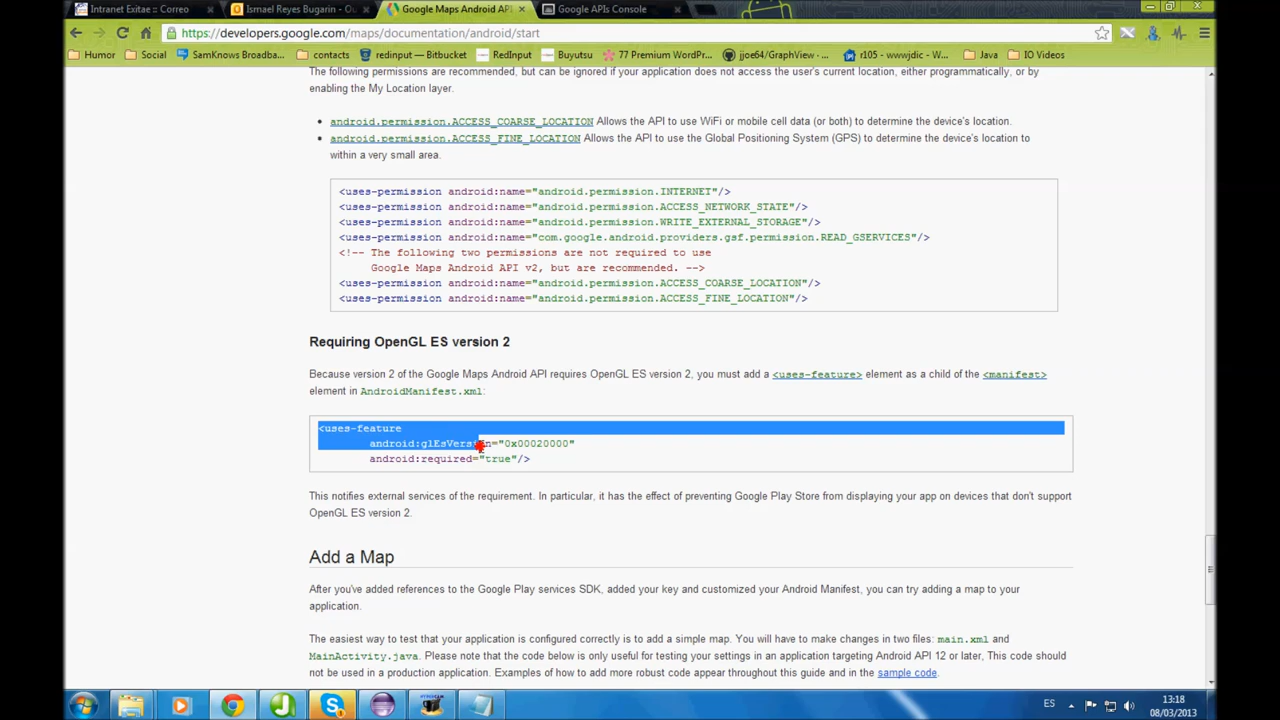 Intranet Exitae :: Correo
Ismael Reyes Bugarin - Ou
Google Maps Android API
Google APIs Console
https://developers.google.com/maps/documentation/android/start
Humor
Social
SamKnows Broadba...
contacts
redinput — Bitbucket
RedInput
Buyutsu
77 Premium WordPr...
jjoe64/GraphView · ...
r105 - wwwjdic - W...
Java
IO Videos
The following permissions are recommended, but can be ignored if your application does not access the user's current location, either programmatically, or by
enabling the My Location layer.
• android.permission.ACCESS_COARSE_LOCATION Allows the API to use WiFi or mobile cell data (or both) to determine the device's location.
• android.permission.ACCESS_FINE_LOCATION Allows the API to use the Global Positioning System (GPS) to determine the device's location to
within a very small area.
<uses-permission android:name="android.permission.INTERNET"/>
<uses-permission android:name="android.permission.ACCESS_NETWORK_STATE"/>
<uses-permission android:name="android.permission.WRITE_EXTERNAL_STORAGE"/>
<uses-permission android:name="com.google.android.providers.gsf.permission.READ_GSERVICES"/>
<!-- The following two permissions are not required to use
Google Maps Android API v2, but are recommended. -->
<uses-permission android:name="android.permission.ACCESS_COARSE_LOCATION"/>
<uses-permission android:name="android.permission.ACCESS_FINE_LOCATION"/>
Requiring OpenGL ES version 2
Because version 2 of the Google Maps Android API requires OpenGL ES version 2, you must add a <uses-feature> element as a child of the <manifest>
element in AndroidManifest.xml:
<uses-feature
android:glEsVersion="0x00020000"
android:required="true"/>
This notifies external services of the requirement. In particular, it has the effect of preventing Google Play Store from displaying your app on devices that don't support
OpenGL ES version 2.
Add a Map
After you've added references to the Google Play services SDK, added your key and customized your Android Manifest, you can try adding a map to your
application.
The easiest way to test that your application is configured correctly is to add a simple map. You will have to make changes in two files: main.xml and
MainActivity.java. Please note that the code below is only useful for testing your settings in an application targeting Android API 12 or later, This code should
not be used in a production application. Examples of how to add more robust code appear throughout this guide and in the sample code.
ES
13:18
08/03/2013